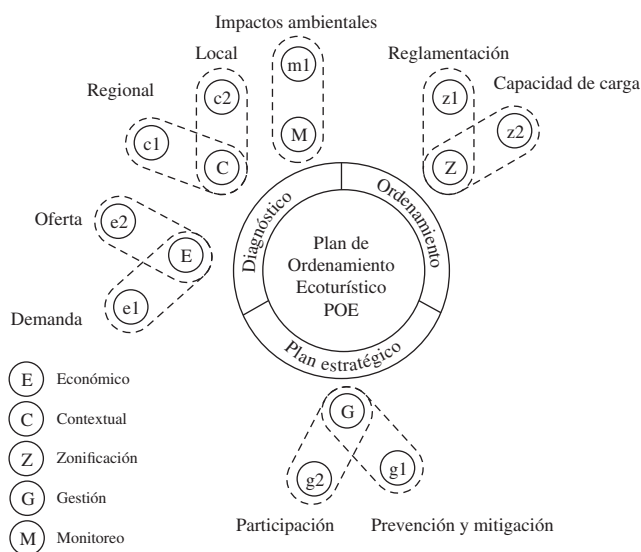 Impactos ambientales
Local
Reglamentación
m1
Regional
c2
z1
Capacidad de carga
c1
M
z2
C
Z
Oferta
e2
E
Diagnóstico
Ordenamiento
Plan de
Ordenamiento
Ecoturístico
POE
Demanda
e1
Plan estratégico
E Económico
C Contextual
Z Zonificación
G Gestión
M Monitoreo
G
g2
g1
Participación
Prevención y mitigación